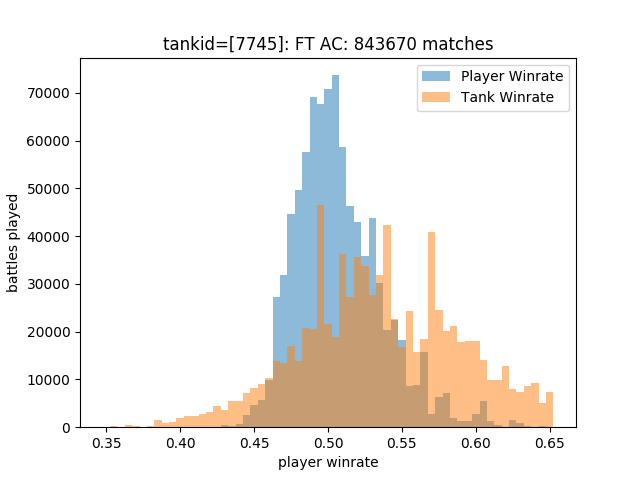 tankid=[7745]: FT AC: 843670 matches
Player Winrate
Tank Winrate
battles played
70000
60000
50000
40000
30000
20000
10000
0
0.35 0.40 0.45 0.50 0.55 0.60 0.65
player winrate